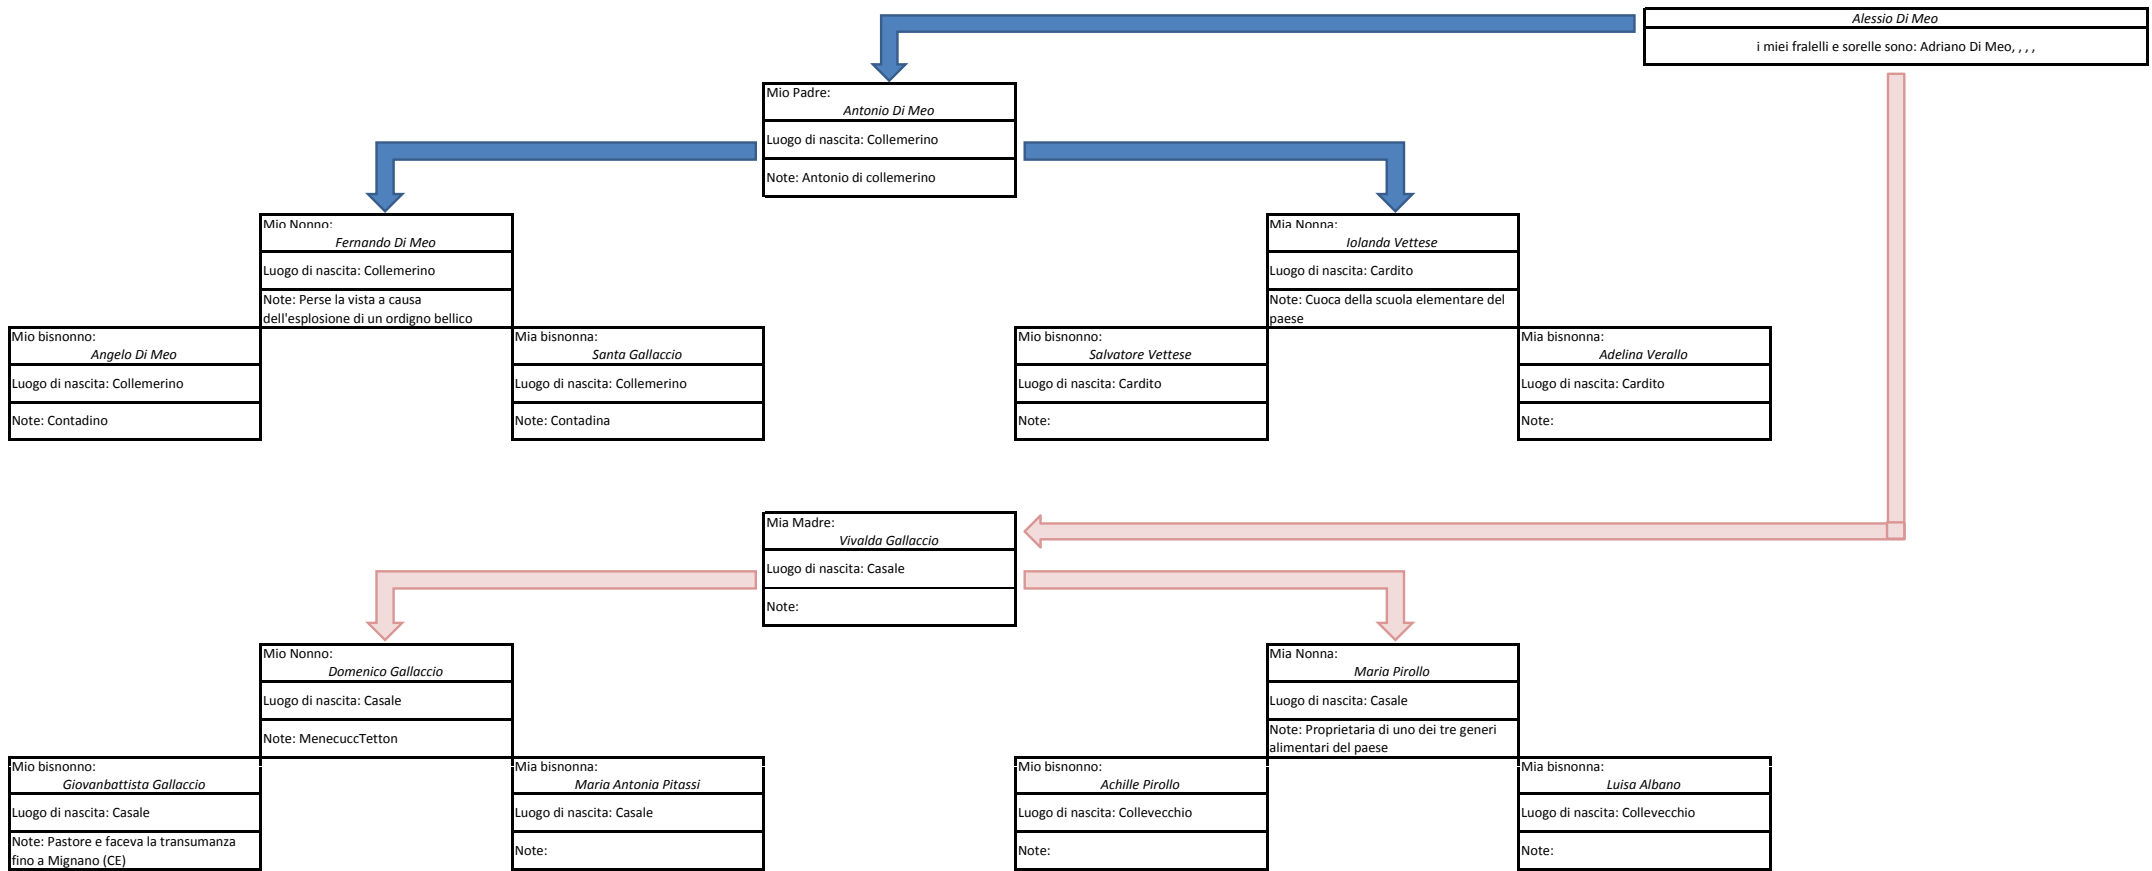 Alessio Di Meo
i miei fralelli e sorelle sono: Adriano Di Meo, , , ,
Mio Padre:
Antonio Di Meo
Luogo di nascita: Collemerino
Note: Antonio di collemerino
Mio Nonno:
Fernando Di Meo
Luogo di nascita: Collemerino
Note: Perse la vista a causa
dell'esplosione di un ordigno bellico
Mia Nonna:
Iolanda Vettese
Luogo di nascita: Cardito
Note: Cuoca della scuola elementare del
paese
Mio bisnonno:
Angelo Di Meo
Luogo di nascita: Collemerino
Note: Contadino
Mia bisnonna:
Santa Gallaccio
Luogo di nascita: Collemerino
Note: Contadina
Mio bisnonno:
Salvatore Vettese
Luogo di nascita: Cardito
Note:
Mia bisnonna:
Adelina Verallo
Luogo di nascita: Cardito
Note:
Mia Madre:
Vivalda Gallaccio
Luogo di nascita: Casale
Note:
Mio Nonno:
Domenico Gallaccio
Luogo di nascita: Casale
Note: MenecuccTetton
Mia Nonna:
Maria Pirollo
Luogo di nascita: Casale
Note: Proprietaria di uno dei tre generi
alimentari del paese
Mio bisnonno:
Giovanbattista Gallaccio
Luogo di nascita: Casale
Note: Pastore e faceva la transumanza
fino a Mignano (CE)
Mia bisnonna:
Maria Antonia Pitassi
Luogo di nascita: Casale
Note:
Mio bisnonno:
Achille Pirollo
Luogo di nascita: Collevecchio
Note:
Mia bisnonna:
Luisa Albano
Luogo di nascita: Collevecchio
Note: